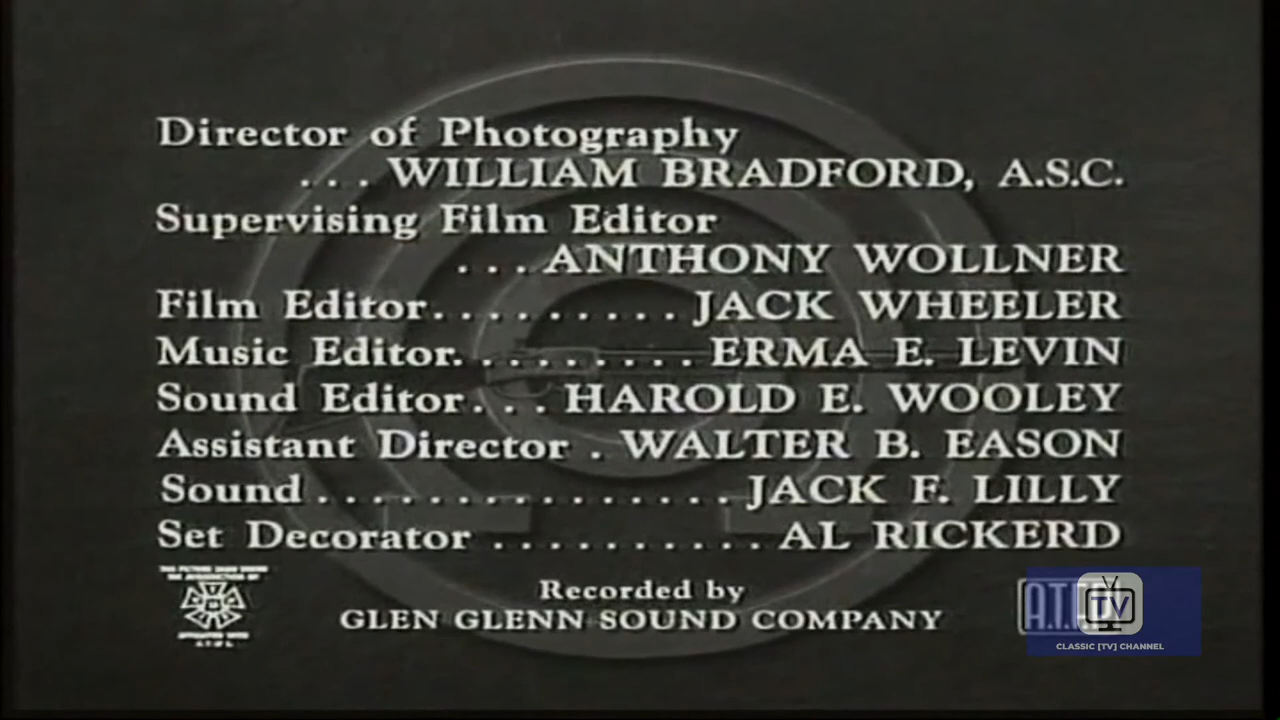 Director of Photography
. . . WILLIAM BRADFORD, A.S.C.
Supervising Film Editor
. . . ANTHONY WOLLNER
Film Editor. . . . . . . . . . JACK WHEELER
Music Editor. . . . . . . . . ERMA E. LEVIN
Sound Editor. . . HAROLD E. WOOLEY
Assistant Director . WALTER B. EASON
Sound . . . . . . . . . . . . . . . . . JACK F. LILLY
Set Decorator . . . . . . . . . . AL RICKERD
Recorded by
GLEN GLENN SOUND COMPANY
TV
CLASSIC [TV] CHANNEL